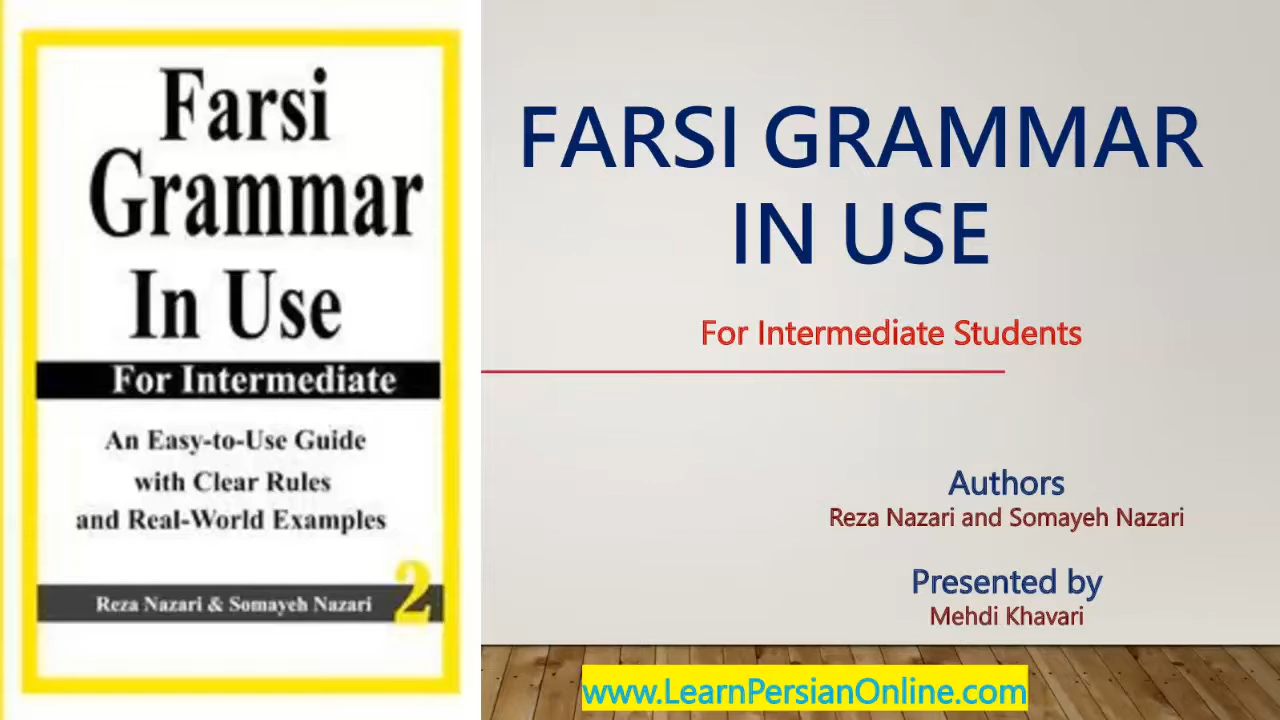 Farsi
Grammar
In Use
For Intermediate
An Easy-to-Use Guide
with Clear Rules
and Real-World Examples
2
Reza Nazari & Somayeh Nazari
FARSI GRAMMAR
IN USE
For Intermediate Students
Authors
Reza Nazari and Somayeh Nazari
Presented by
Mehdi Khavari
www.LearnPersianOnline.com